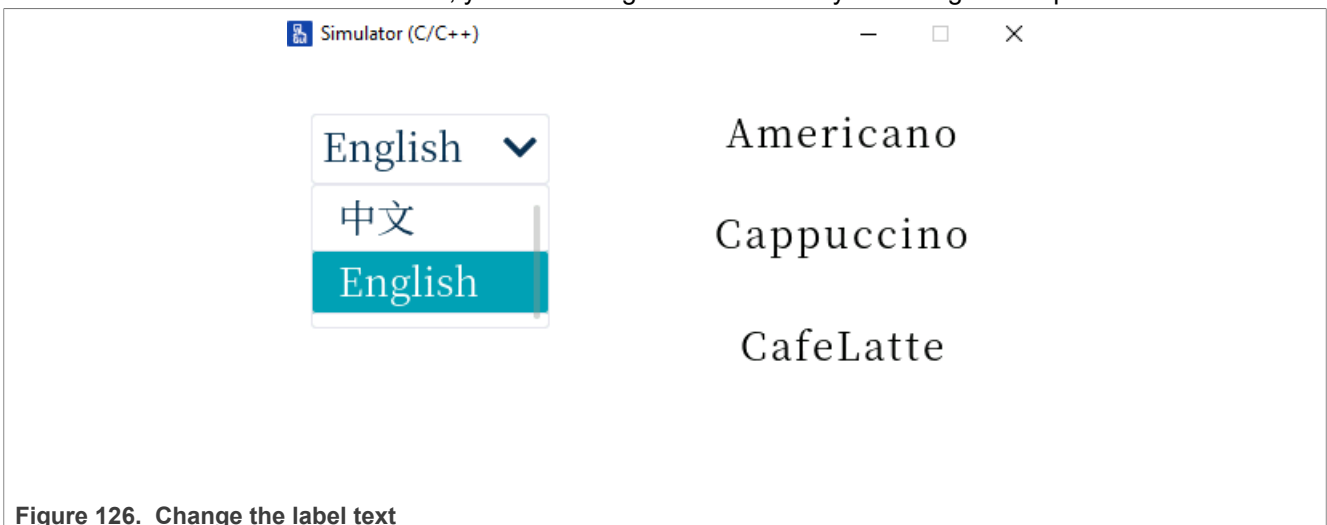 Simulator (C/C++)
English
中文
English
Americano
Cappuccino
CafeLatte
Figure 126. Change the label text